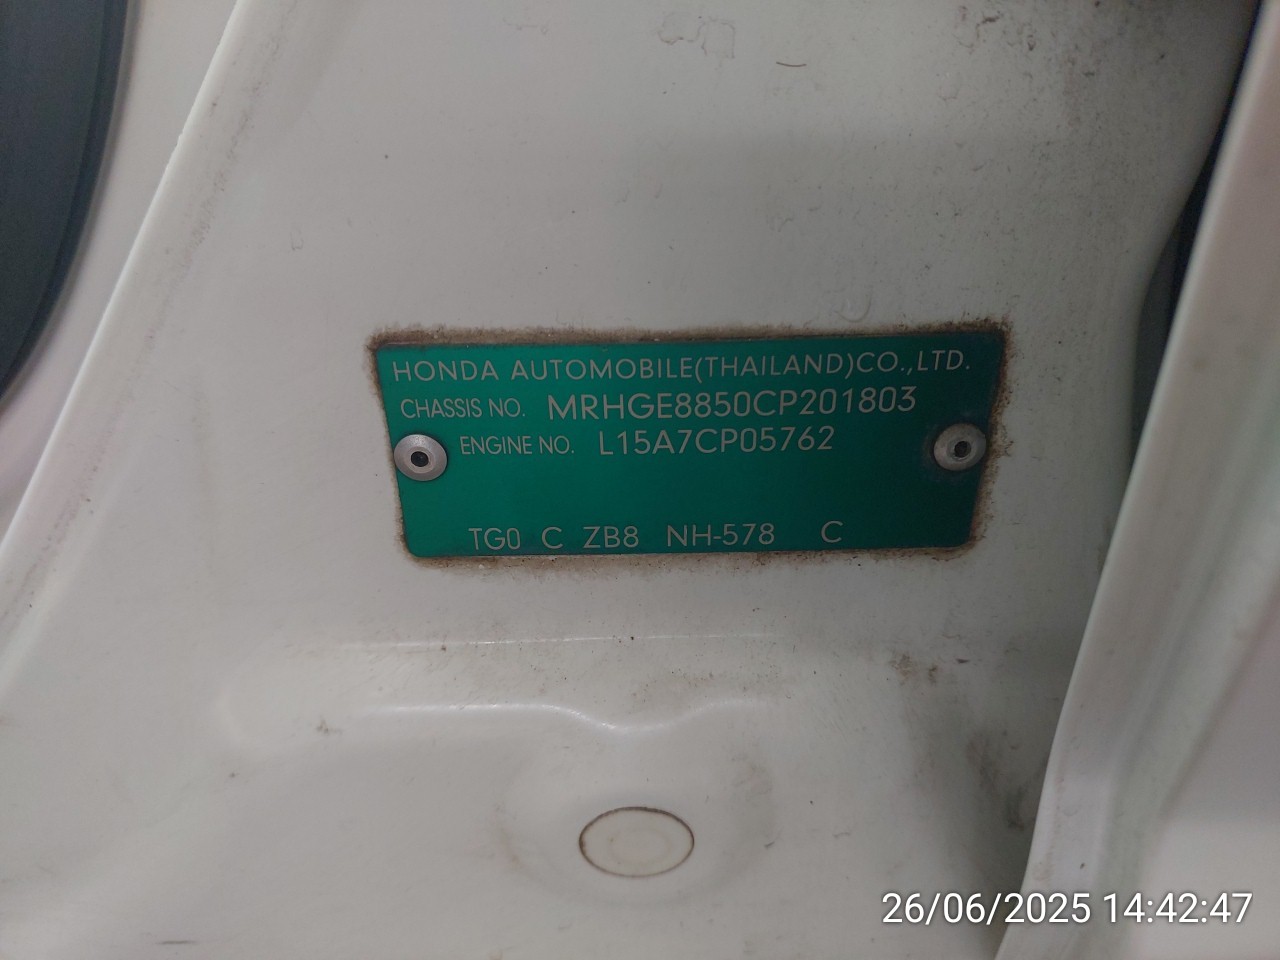 HONDA AUTOMOBILE(THAILAND)CO.,LTD.
CHASSIS NO. MRHGE8850CP201803
ENGINE NO. L15A7CP05762
TG0 C ZB8 NH-578 C
26/06/2025 14:42:47